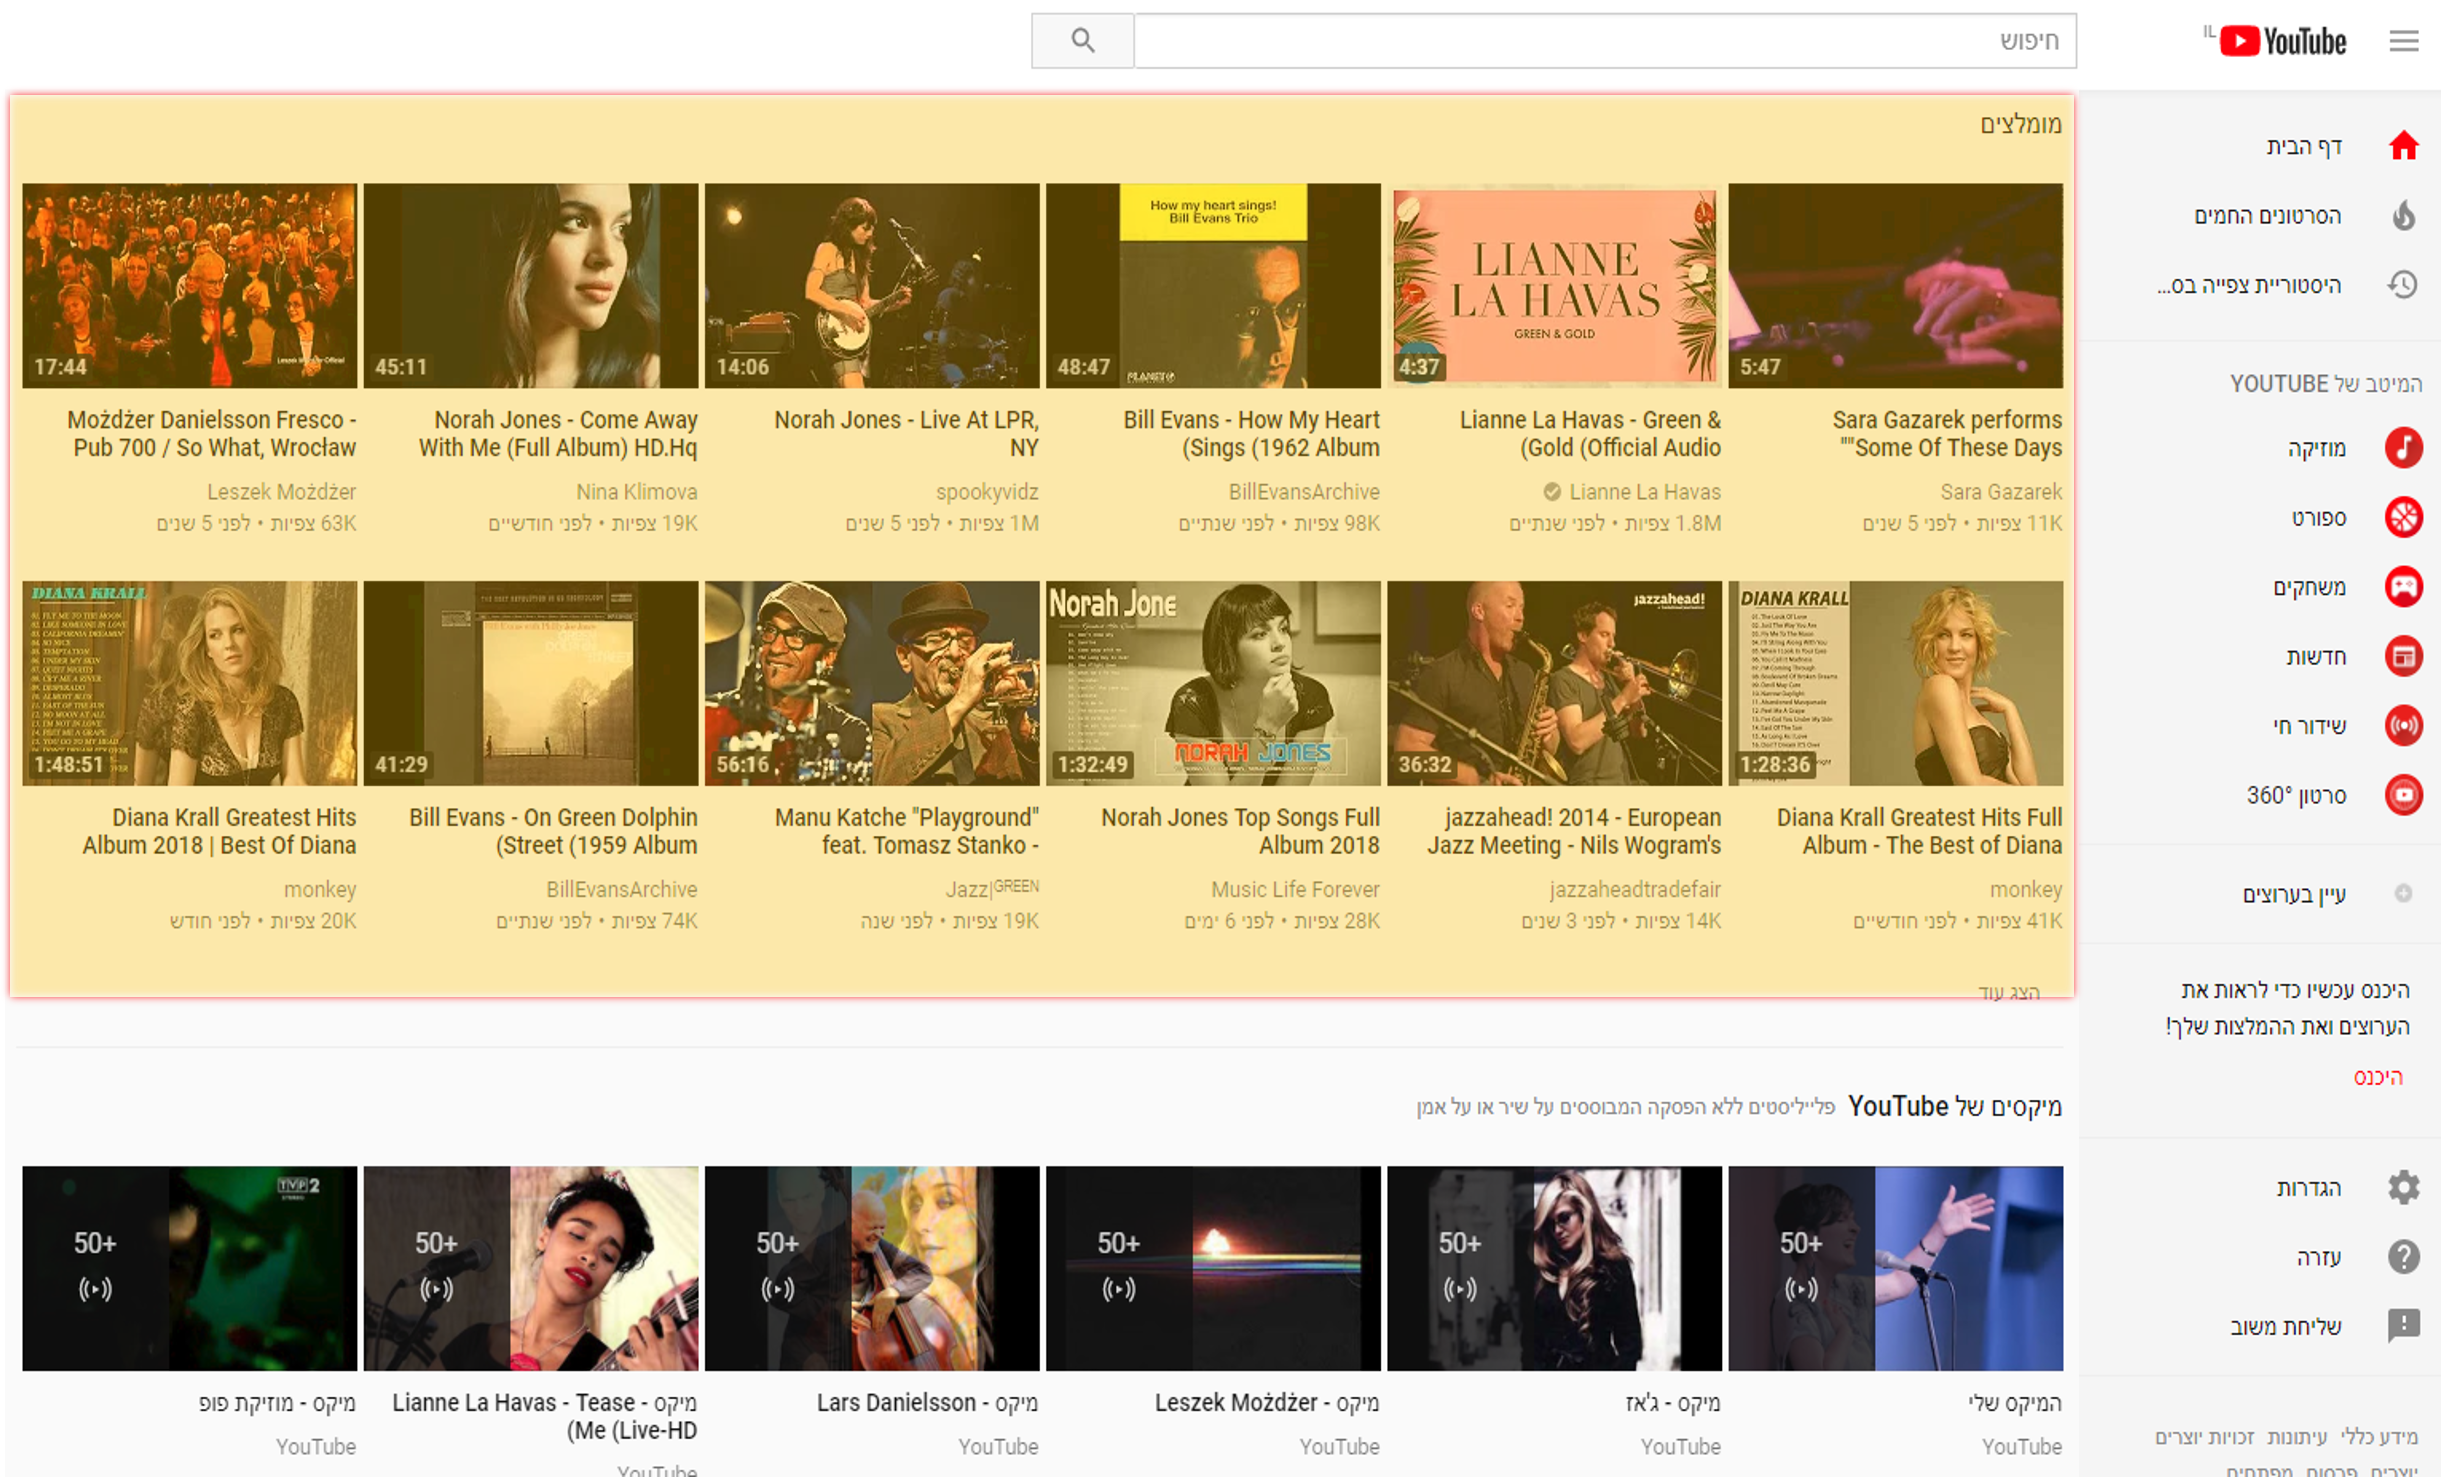 YouTube IL
חיפוש
דף הבית
הסרטונים החמים
היסטוריית צפייה בס...
המיטב של YOUTUBE
מוזיקה
ספורט
משחקים
חדשות
שידור חי
סרטון 360°
עיין בערוצים
היכנס עכשיו כדי לראות את
הערוצים ואת ההמלצות שלך!
היכנס
הגדרות
עזרה
שליחת משוב
מידע כללי עיתונות זכויות יוצרים
יוצרים פרסום מפתחים
מומלצים
5:47
Sara Gazarek performs
""Some Of These Days
Sara Gazarek
11K צפיות • לפני 5 שנים
LIANNE
LA HAVAS
GREEN & GOLD
4:37
Lianne La Havas - Green &
(Gold (Official Audio
Lianne La Havas
1.8M צפיות • לפני שנתיים
How my heart sings!
Bill Evans Trio
48:47
Bill Evans - How My Heart
(Sings (1962 Album
BillEvansArchive
98K צפיות • לפני שנתיים
14:06
Norah Jones - Live At LPR,
NY
spookyvidz
1M צפיות • לפני 5 שנים
45:11
Norah Jones - Come Away
With Me (Full Album) HD.Hq
Nina Klimova
19K צפיות • לפני חודשיים
17:44
Możdżer Danielsson Fresco -
Pub 700 / So What, Wrocław
Leszek Możdżer
63K צפיות • לפני 5 שנים
DIANA KRALL
1:28:36
Diana Krall Greatest Hits Full
Album - The Best of Diana
monkey
41K צפיות • לפני חודשיים
jazzahead!
36:32
jazzahead! 2014 - European
Jazz Meeting - Nils Wogram's
jazzaheadtradefair
14K צפיות • לפני 3 שנים
Norah Jone
NORAH JONES
1:32:49
Norah Jones Top Songs Full
Album 2018
Music Life Forever
28K צפיות • לפני 6 ימים
56:16
Manu Katche "Playground"
feat. Tomasz Stanko -
Jazz|GREEN
19K צפיות • לפני שנה
41:29
Bill Evans - On Green Dolphin
(Street (1959 Album
BillEvansArchive
74K צפיות • לפני שנתיים
DIANA KRALL
1:48:51
Diana Krall Greatest Hits
Album 2018 | Best Of Diana
monkey
20K צפיות • לפני חודש
הצג עוד
מיקסים של YouTube פלייליסטים ללא הפסקה המבוססים על שיר או על אמן
50+
המיקס שלי
YouTube
50+
מיקס - ג'אז
YouTube
50+
מיקס - Leszek Możdżer
YouTube
50+
מיקס - Lars Danielsson
YouTube
50+
מיקס - Lianne La Havas - Tease
(Me (Live-HD
YouTube
TVP2
50+
מיקס - מוזיקת פופ
YouTube